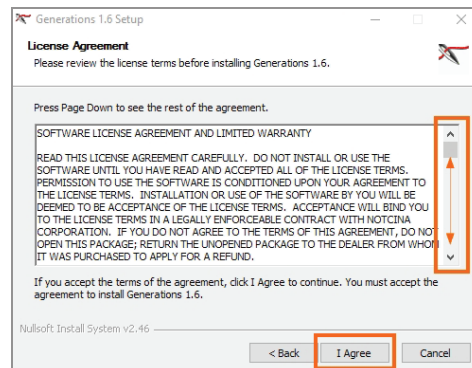 Generations 1.6 Setup
License Agreement
Please review the license terms before installing Generations 1.6.
Press Page Down to see the rest of the agreement.
SOFTWARE LICENSE AGREEMENT AND LIMITED WARRANTY
READ THIS LICENSE AGREEMENT CAREFULLY. DO NOT INSTALL OR USE THE
SOFTWARE UNTIL YOU HAVE READ AND ACCEPTED ALL OF THE LICENSE TERMS.
PERMISSION TO USE THE SOFTWARE IS CONDITIONED UPON YOUR AGREEMENT TO
THE LICENSE TERMS. INSTALLATION OR USE OF THE SOFTWARE BY YOU WILL BE
DEEMED TO BE ACCEPTANCE OF THE LICENSE TERMS. ACCEPTANCE WILL BIND YOU
TO THE LICENSE TERMS IN A LEGALLY ENFORCEABLE CONTRACT WITH NOTCINA
CORPORATION. IF YOU DO NOT AGREE TO THE TERMS OF THIS AGREEMENT, DO NOT
OPEN THIS PACKAGE; RETURN THE UNOPENED PACKAGE TO THE DEALER FROM WHOM
IT WAS PURCHASED TO APPLY FOR A REFUND.
If you accept the terms of the agreement, click I Agree to continue. You must accept the
agreement to install Generations 1.6.
Nullsoft Install System v2.46
< Back I Agree Cancel